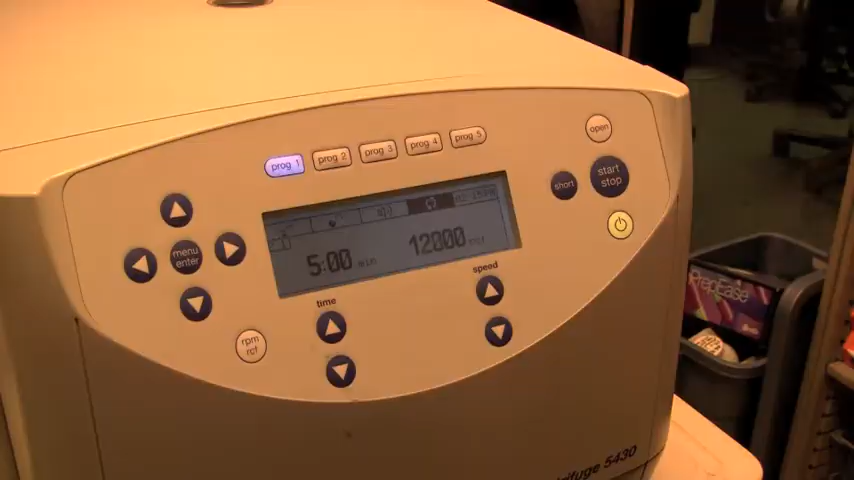 prog 1 prog 2 prog 3 prog 4 prog 5
open
short
start
stop
menu
enter
5:00 min 12000
time
speed
rpm
rcf
PrepEase
ifuge 5430